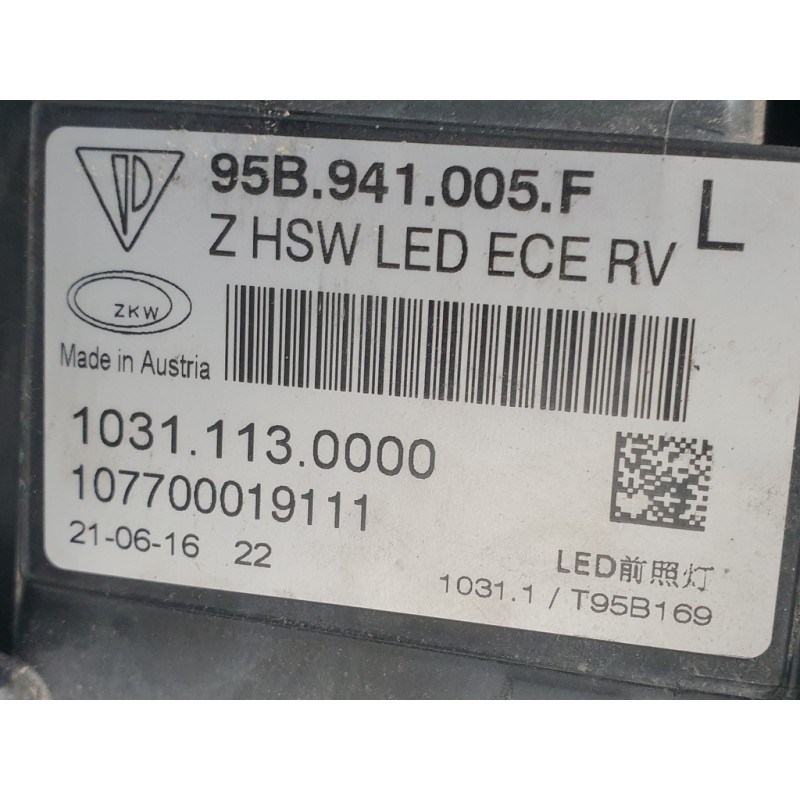 95B.941.005.F L
Z HSW LED ECE RV
ZKW
Made in Austria
1031.113.0000
107700019111
21-06-16 22
LED前照灯
1031.1 / T95B169